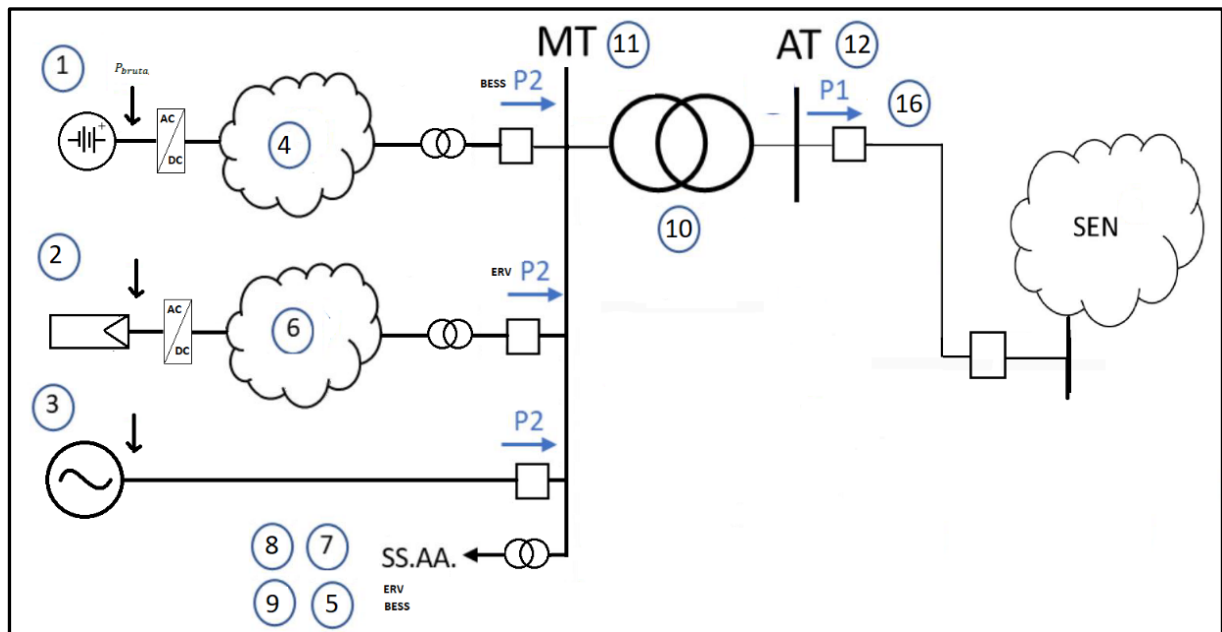 MT 11
AT 12
1
Pbruta,
BESS P2
P1
16
AC
DC
4
+
10
SEN
2
ERV P2
AC
DC
6
3
P2
8 7
SS.AA.
9 5
ERV
BESS